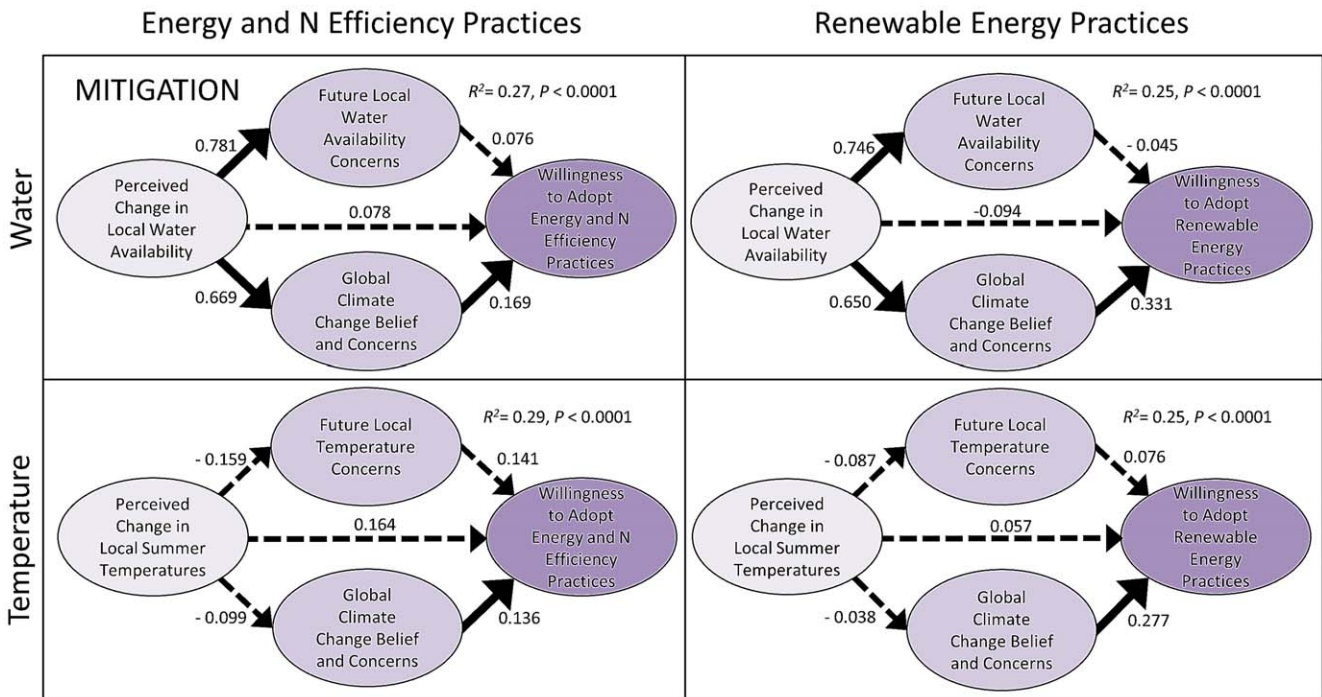 Energy and N Efficiency Practices
Renewable Energy Practices
Water
MITIGATION
Future Local
Water
Availability
Concerns
R²= 0.27, P < 0.0001
0.781
0.076
Perceived
Change in
Local Water
Availability
0.078
Willingness
to Adopt
Energy and N
Efficiency
Practices
0.669
Global
Climate
Change Belief
and Concerns
0.169
Future Local
Water
Availability
Concerns
R²= 0.25, P < 0.0001
0.746
- 0.045
Perceived
Change in
Local Water
Availability
-0.094
Willingness
to Adopt
Renewable
Energy
Practices
0.650
Global
Climate
Change Belief
and Concerns
0.331
Temperature
Future Local
Temperature
Concerns
R²= 0.29, P < 0.0001
- 0.159
0.141
Perceived
Change in
Local Summer
Temperatures
0.164
Willingness
to Adopt
Energy and N
Efficiency
Practices
- 0.099
Global
Climate
Change Belief
and Concerns
0.136
Future Local
Temperature
Concerns
R²= 0.25, P < 0.0001
- 0.087
0.076
Perceived
Change in
Local Summer
Temperatures
0.057
Willingness
to Adopt
Renewable
Energy
Practices
- 0.038
Global
Climate
Change Belief
and Concerns
0.277